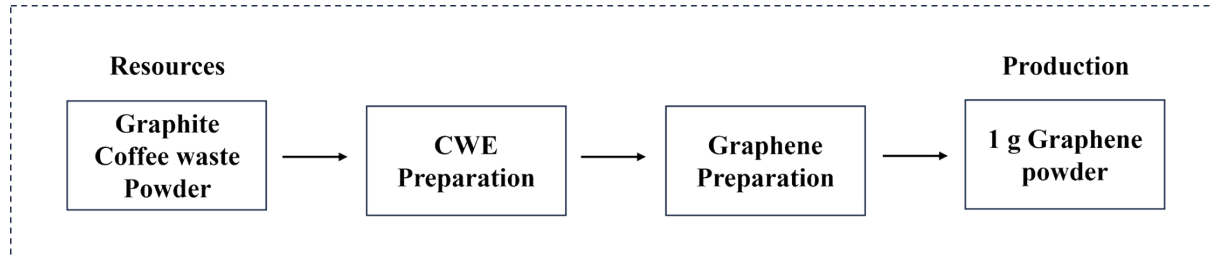 Resources
Graphite
Coffee waste
Powder
CWE
Preparation
Graphene
Preparation
Production
1 g Graphene
powder